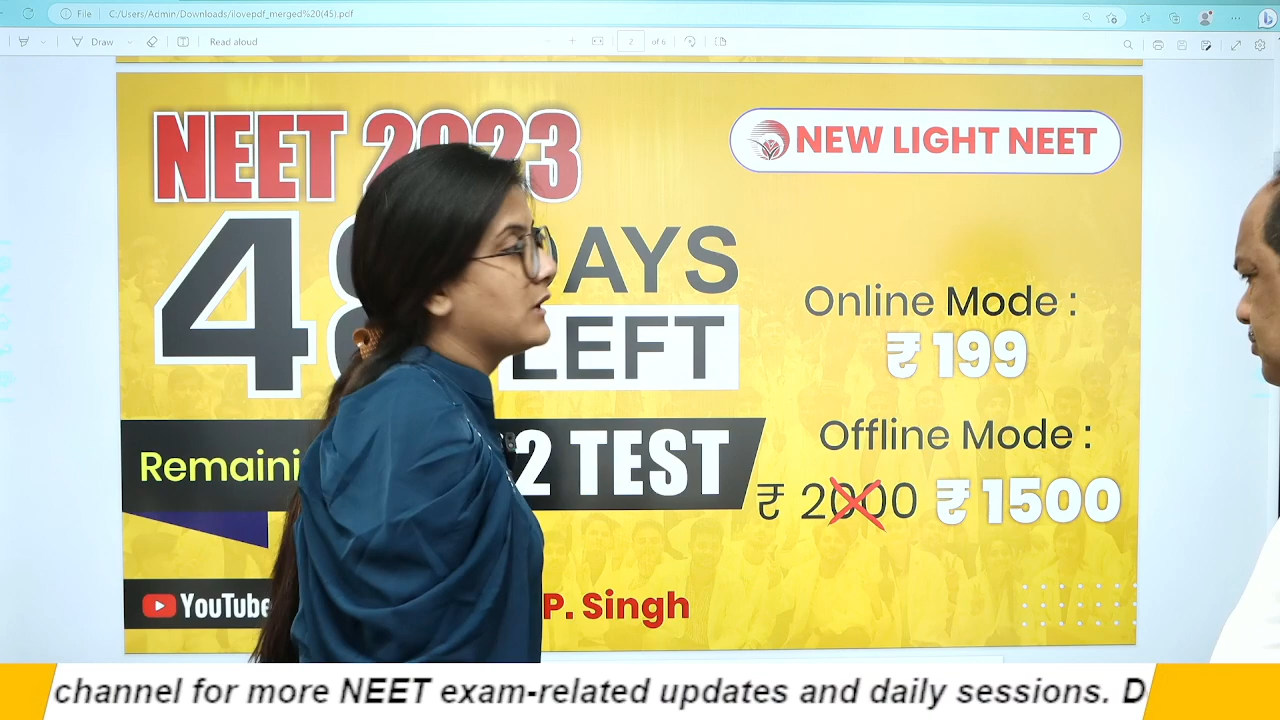 File C:/Users/Admin/Downloads/ilovepdf_merged%20(45).pdf
Draw Read aloud 2 of 6
NEET 2023
NEW LIGHT NEET
48 DAYS
LEFT
Online Mode :
₹ 199
Remaini 2 TEST
Offline Mode :
₹ 2000 ₹ 1500
YouTube P. Singh
channel for more NEET exam-related updates and daily sessions. D